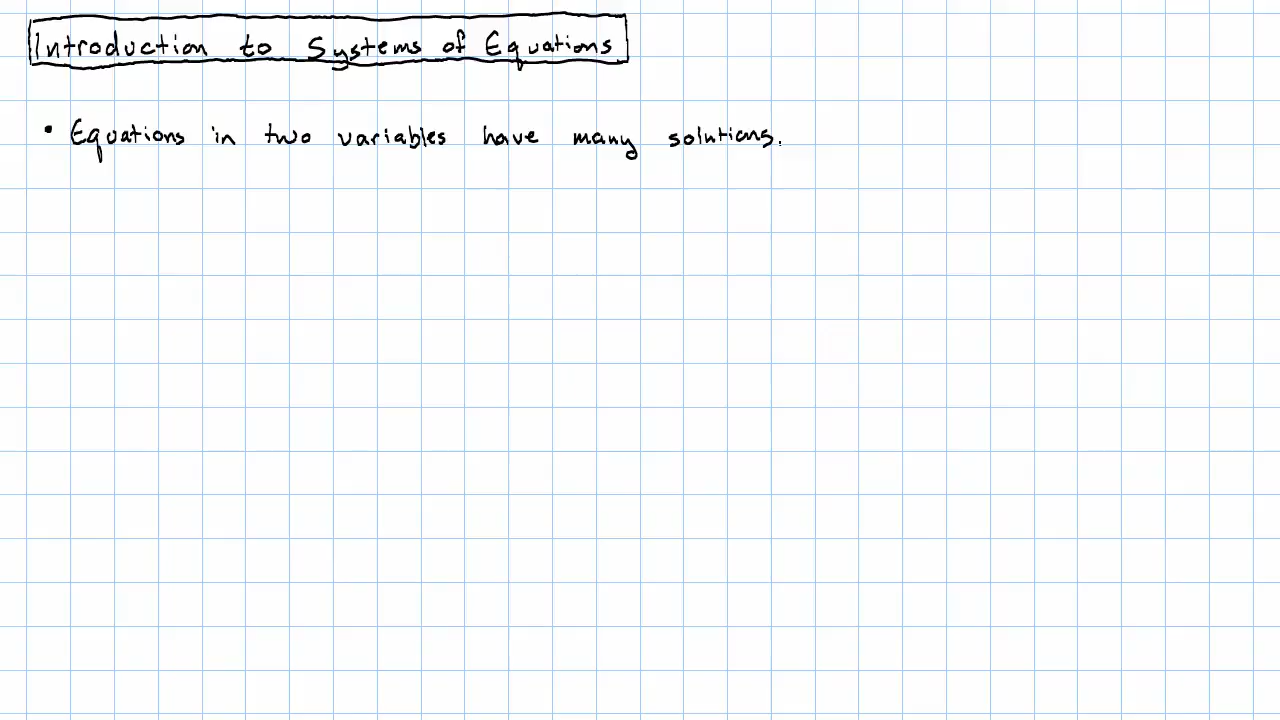 Introduction to Systems of Equations
• Equations in two variables have many solutions.